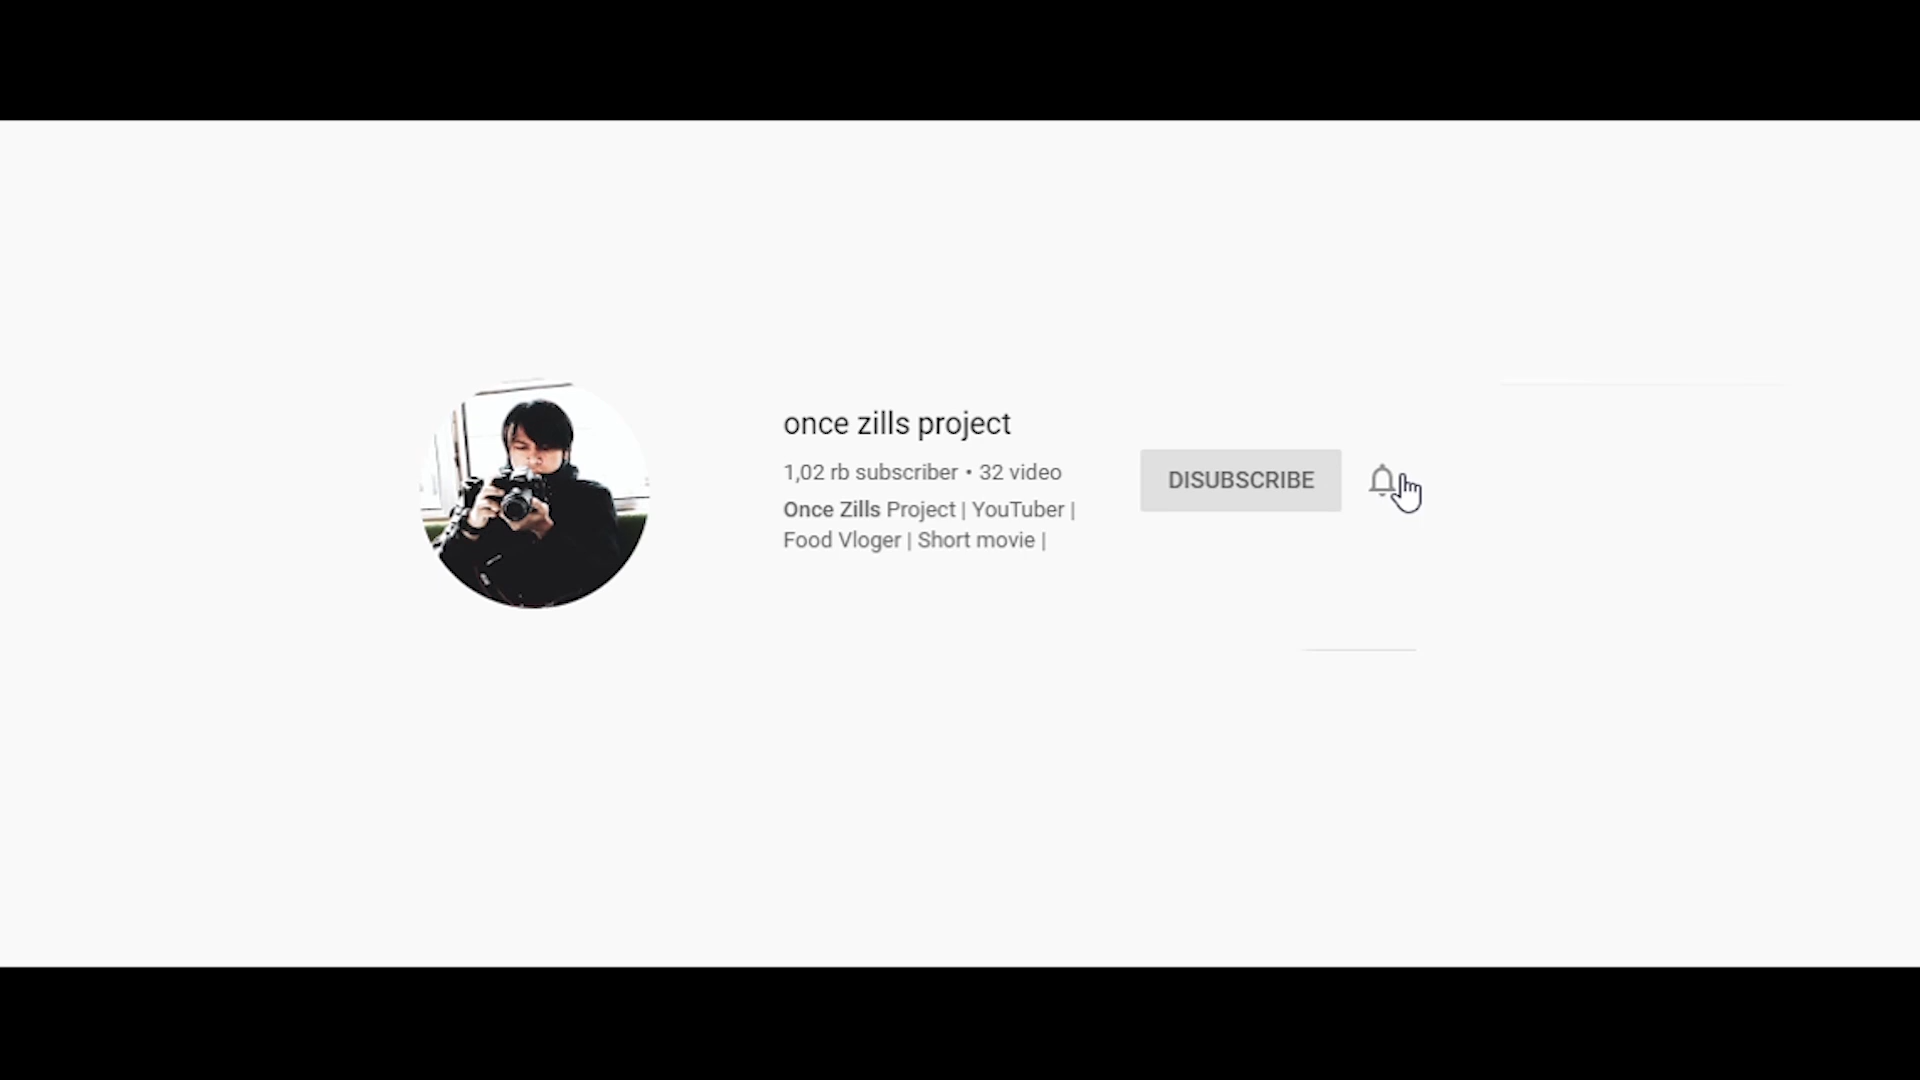 once zills project
1,02 rb subscriber • 32 video
Once Zills Project | YouTuber |
Food Vloger | Short movie |
DISUBSCRIBE